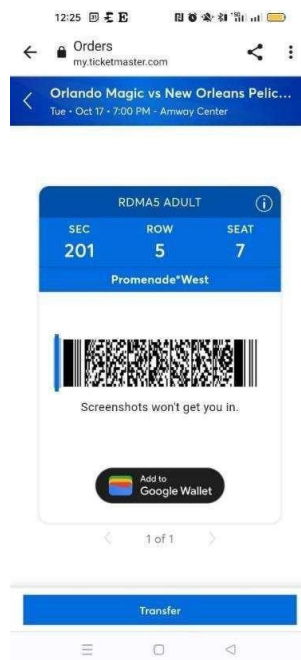 12:25
Orders
my.ticketmaster.com
Orlando Magic vs New Orleans Pelic...
Tue • Oct 17 • 7:00 PM - Amway Center
RDMA5 ADULT
SEC ROW SEAT
201 5 7
Promenade*West
Screenshots won't get you in.
Add to
Google Wallet
1 of 1
Transfer